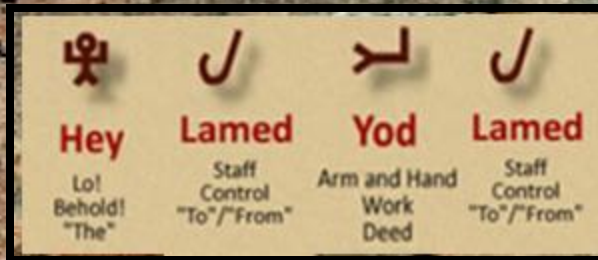 Hey
Lo!
Behold!
"The"
Lamed
Staff
Control
"To"/"From"
Yod
Arm and Hand
Work
Deed
Lamed
Staff
Control
"To"/"From"